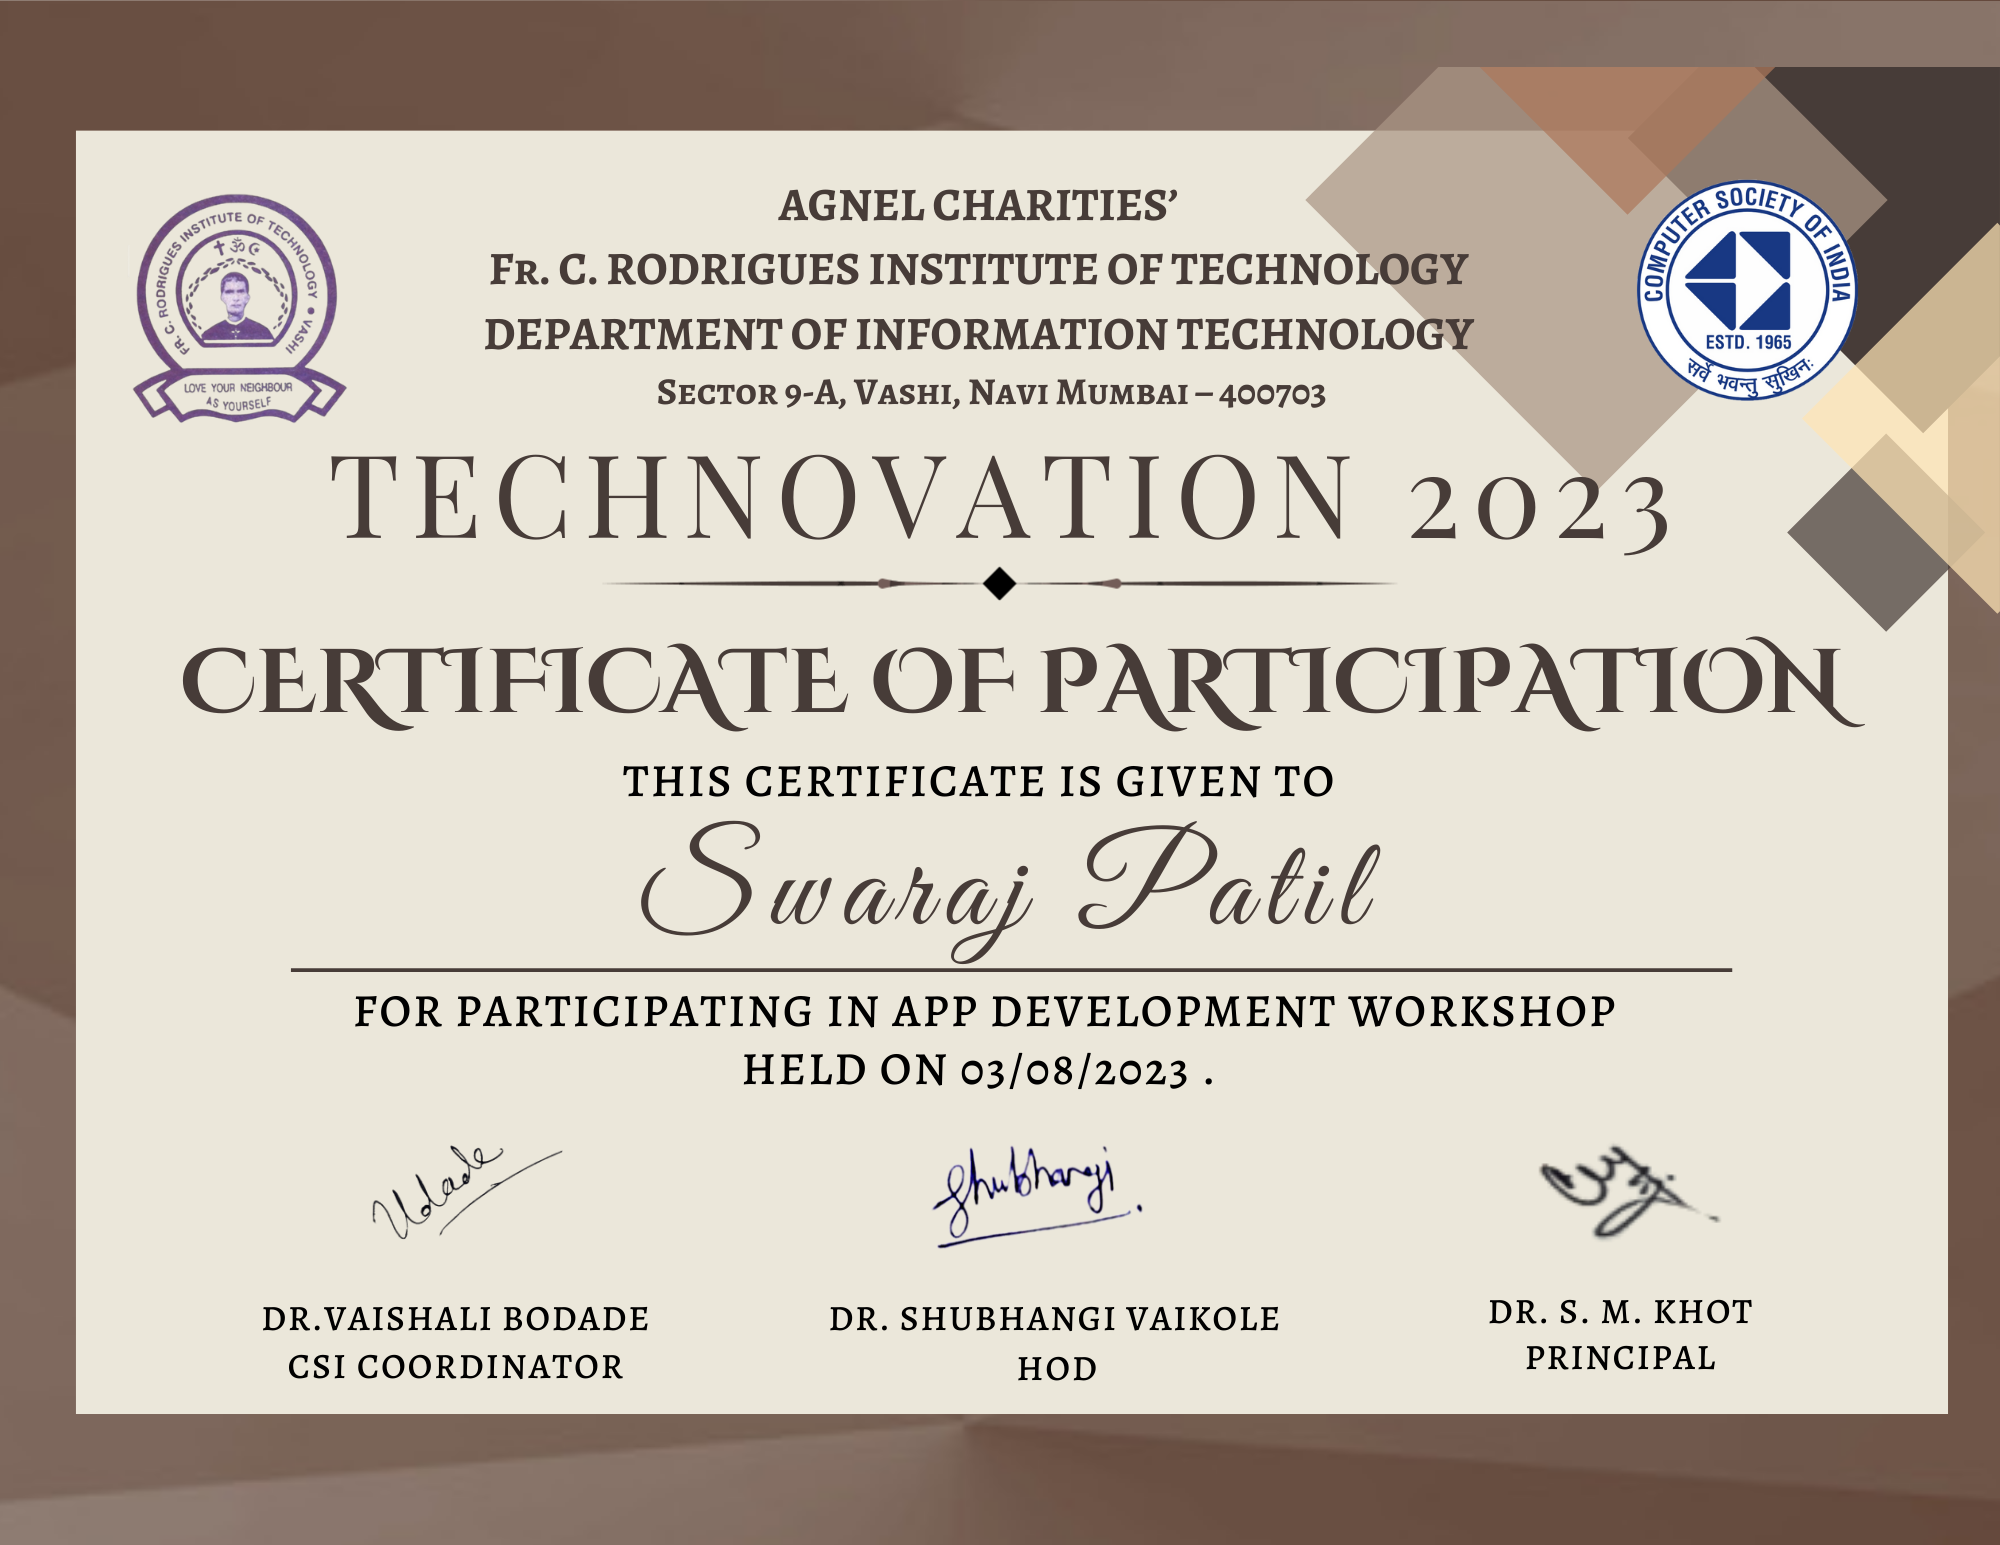 AGNEL CHARITIES’
FR. C. RODRIGUES INSTITUTE OF TECHNOLOGY
DEPARTMENT OF INFORMATION TECHNOLOGY
SECTOR 9-A, VASHI, NAVI MUMBAI – 400703
FR. C. RODRIGUES INSTITUTE OF TECHNOLOGY • VASHI
LOVE YOUR NEIGHBOUR
AS YOURSELF
COMPUTER SOCIETY OF INDIA
ESTD. 1965
सर्वे भवन्तु सुखिनः
TECHNOVATION 2023
CERTIFICATE OF PARTICIPATION
THIS CERTIFICATE IS GIVEN TO
Swaraj Patil
FOR PARTICIPATING IN APP DEVELOPMENT WORKSHOP
HELD ON 03/08/2023 .
Shubhangi
DR.VAISHALI BODADE
CSI COORDINATOR
DR. SHUBHANGI VAIKOLE
HOD
DR. S. M. KHOT
PRINCIPAL